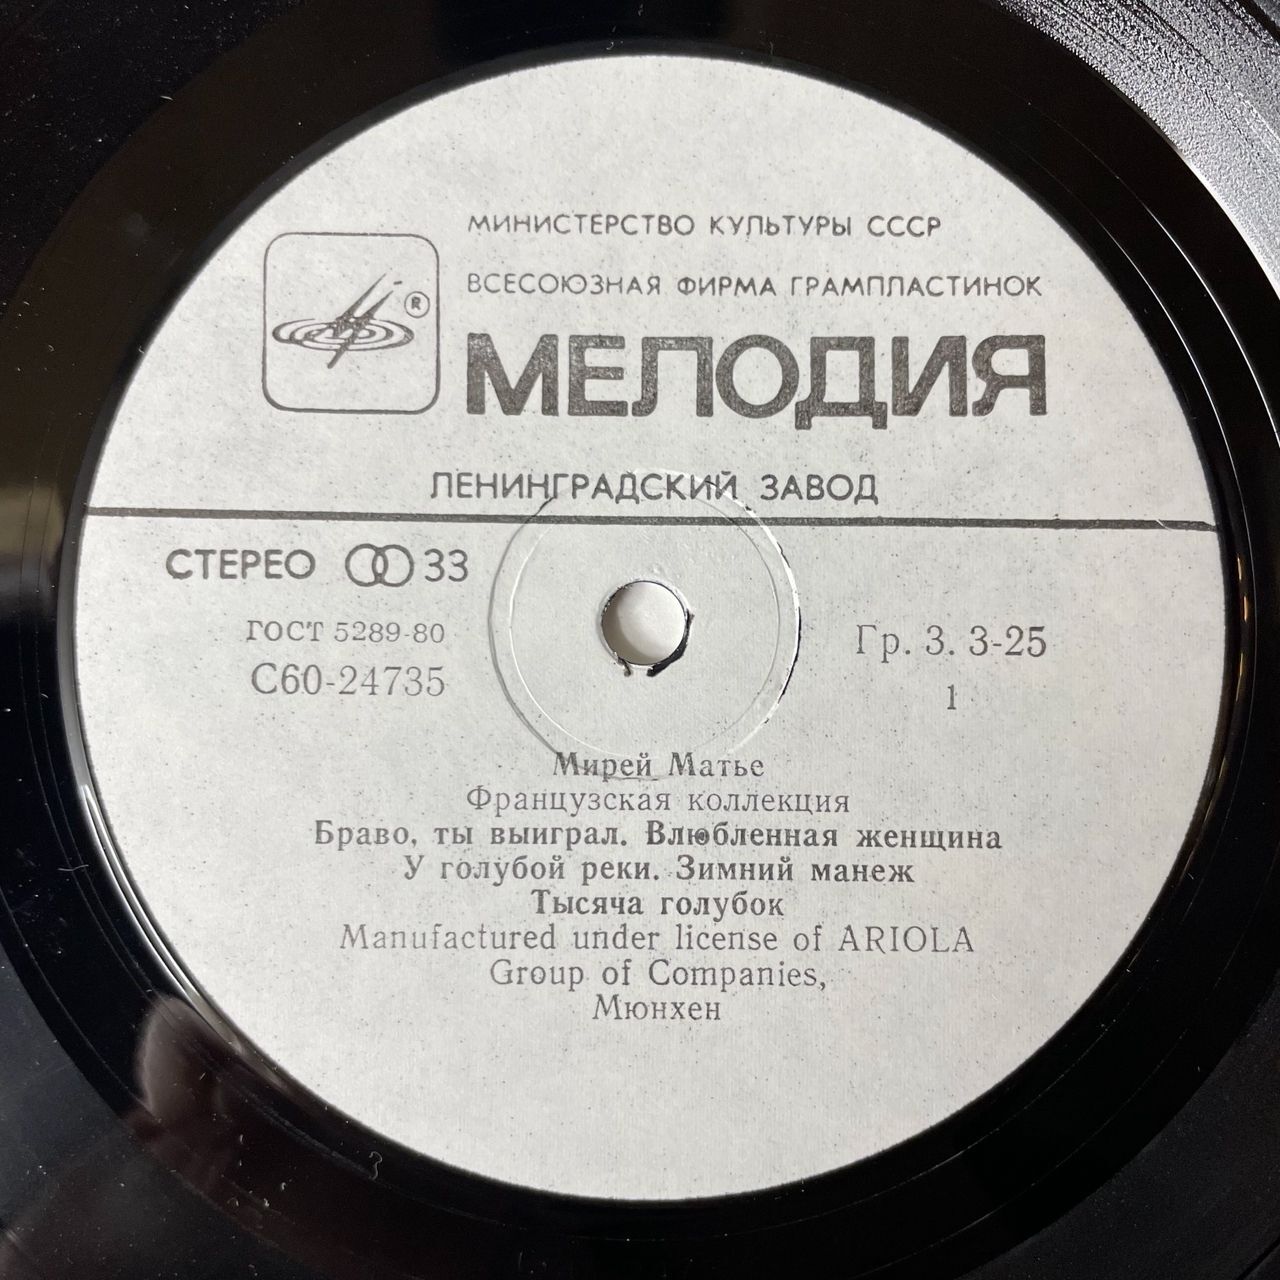 МИНИСТЕРСТВО КУЛЬТУРЫ СССР
ВСЕСОЮЗНАЯ ФИРМА ГРАМПЛАСТИНОК
®
МЕЛОДИЯ
ЛЕНИНГРАДСКИЙ ЗАВОД
СТЕРЕО 33
ГОСТ 5289-80
С60-24735
Гр. 3. 3-25
1
Мирей Матье
Французская коллекция
Браво, ты выиграл. Влюбленная женщина
У голубой реки. Зимний манеж
Тысяча голубок
Manufactured under license of ARIOLA
Group of Companies,
Мюнхен